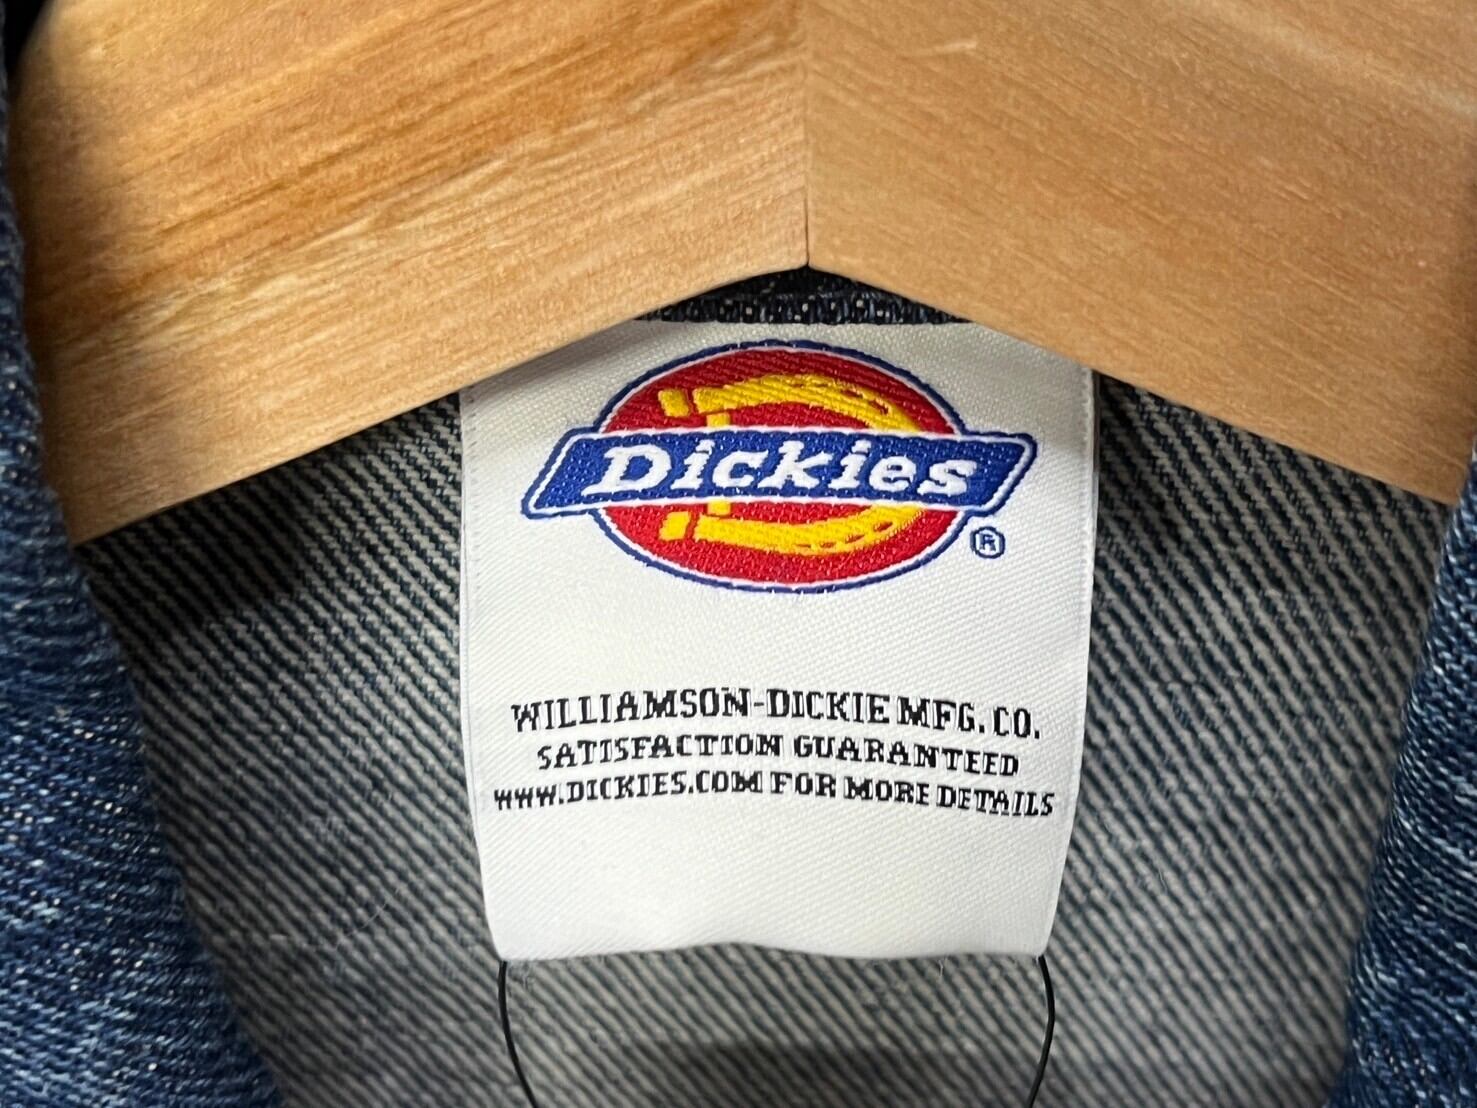 Dickies
®
WILLIAMSON-DICKIE MFG. CO.
SATISFACTION GUARANTEED
WWW.DICKIES.COM FOR MORE DETAILS